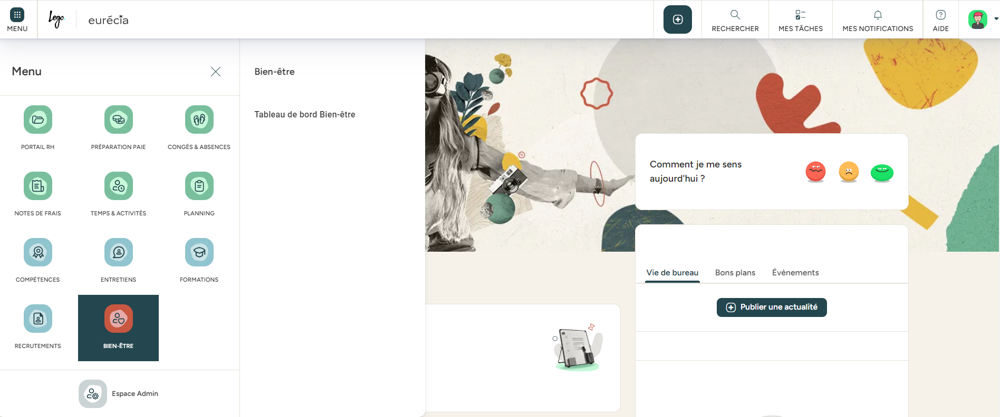 MENU
Logo
eurécia
RECHERCHER
MES TÂCHES
MES NOTIFICATIONS
AIDE
Menu
PORTAIL RH
PRÉPARATION PAIE
CONGÉS & ABSENCES
NOTES DE FRAIS
TEMPS & ACTIVITÉS
PLANNING
COMPÉTENCES
ENTRETIENS
FORMATIONS
RECRUTEMENTS
BIEN-ÊTRE
Espace Admin
Bien-être
Tableau de bord Bien-être
Comment je me sens
aujourd'hui ?
Vie de bureau
Bons plans
Évènements
Publier une actualité